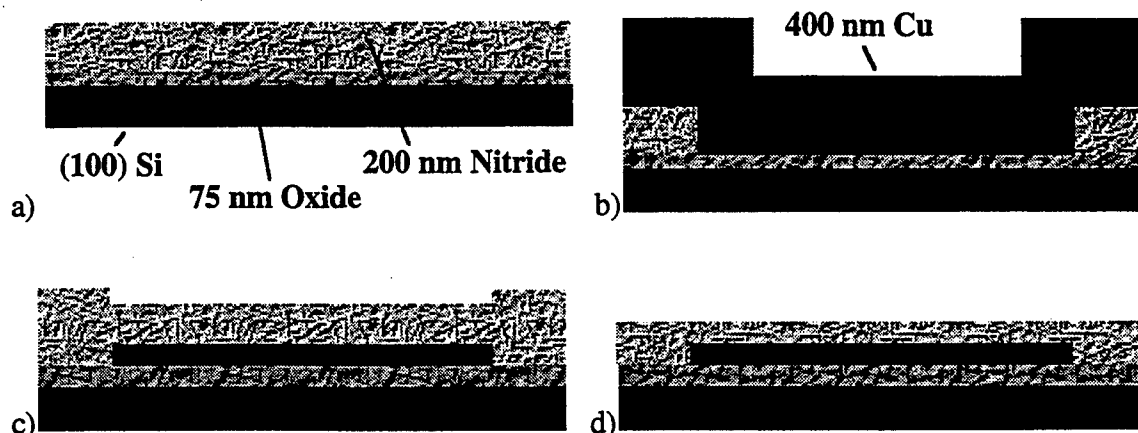 400 nm Cu
(100) Si
200 nm Nitride
75 nm Oxide
a)
b)
c)
d)